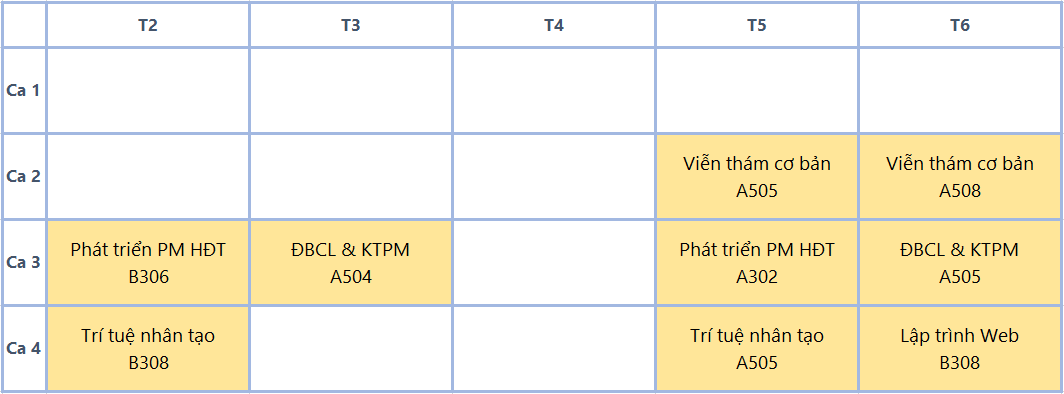 T2
T3
T4
T5
T6
Ca 1
Ca 2
Viễn thám cơ bản
A505
Viễn thám cơ bản
A508
Ca 3
Phát triển PM HĐT
B306
ĐBCL & KTPM
A504
Phát triển PM HĐT
A302
ĐBCL & KTPM
A505
Ca 4
Trí tuệ nhân tạo
B308
Trí tuệ nhân tạo
A505
Lập trình Web
B308